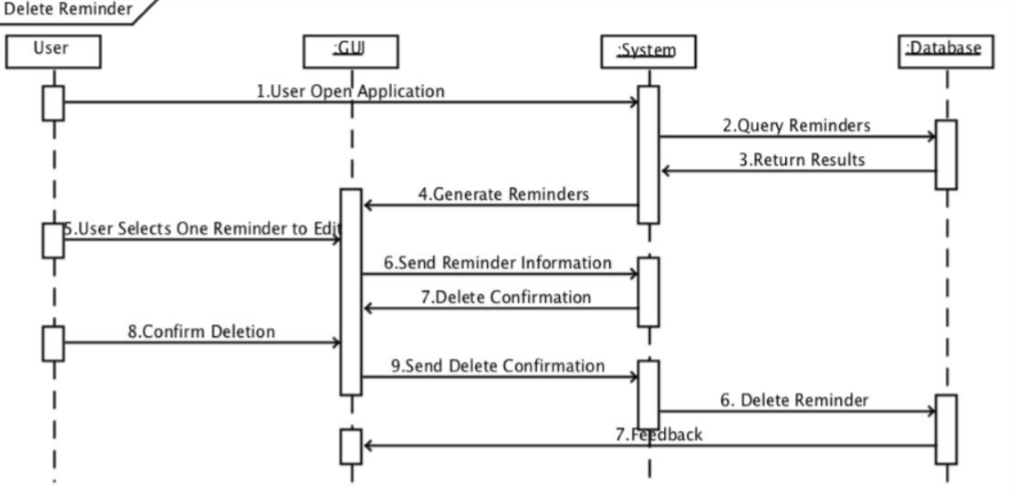 Delete Reminder
User
:GUI
:System
:Database
1.User Open Application
2.Query Reminders
3.Return Results
4.Generate Reminders
5.User Selects One Reminder to Edit
6.Send Reminder Information
7.Delete Confirmation
8.Confirm Deletion
9.Send Delete Confirmation
6. Delete Reminder
7.Feedback